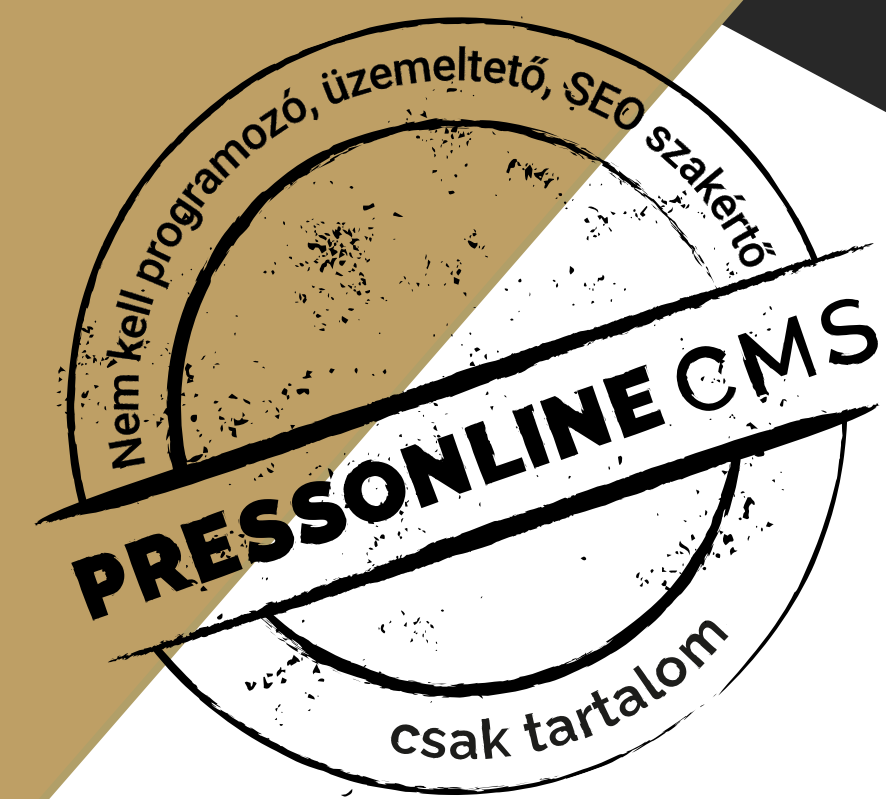 Nem kell programozó, üzemeltető, SEO szakértő
PRESSONLINE CMS
csak tartalom